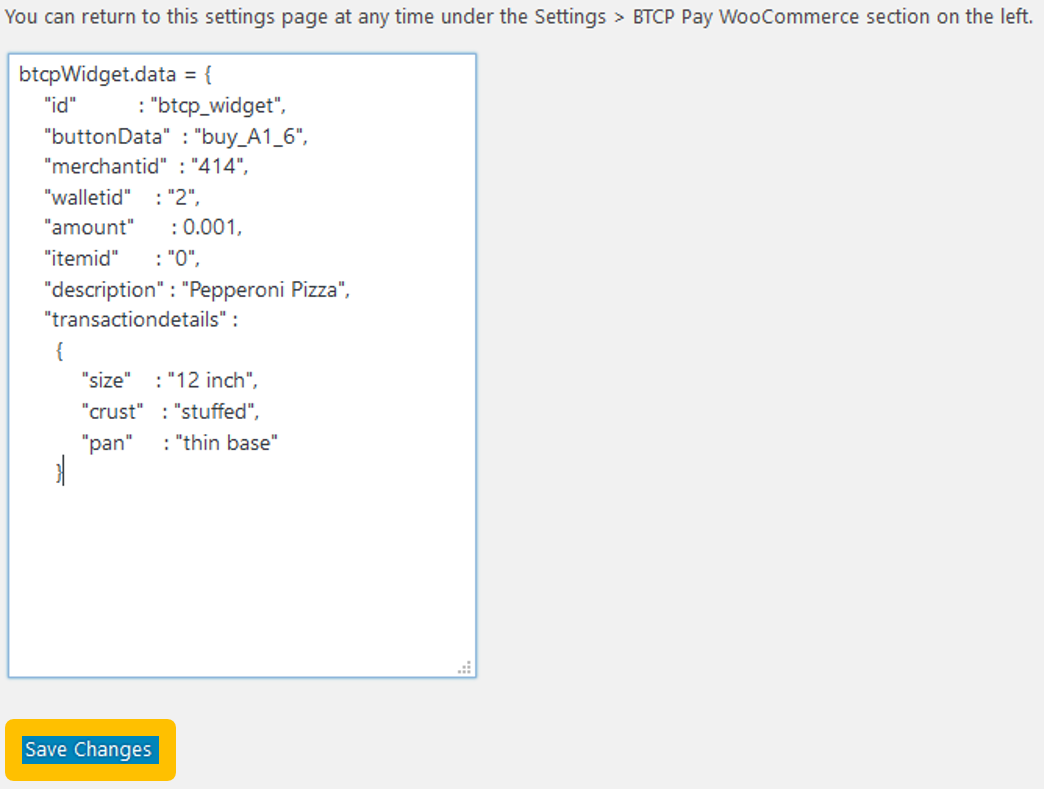 You can return to this settings page at any time under the Settings > BTCP Pay WooCommerce section on the left.
btcpWidget.data = {
"id" : "btcp_widget",
"buttonData" : "buy_A1_6",
"merchantid" : "414",
"walletid" : "2",
"amount" : 0.001,
"itemid" : "0",
"description" : "Pepperoni Pizza",
"transactiondetails" :
{
"size" : "12 inch",
"crust" : "stuffed",
"pan" : "thin base"
}
Save Changes